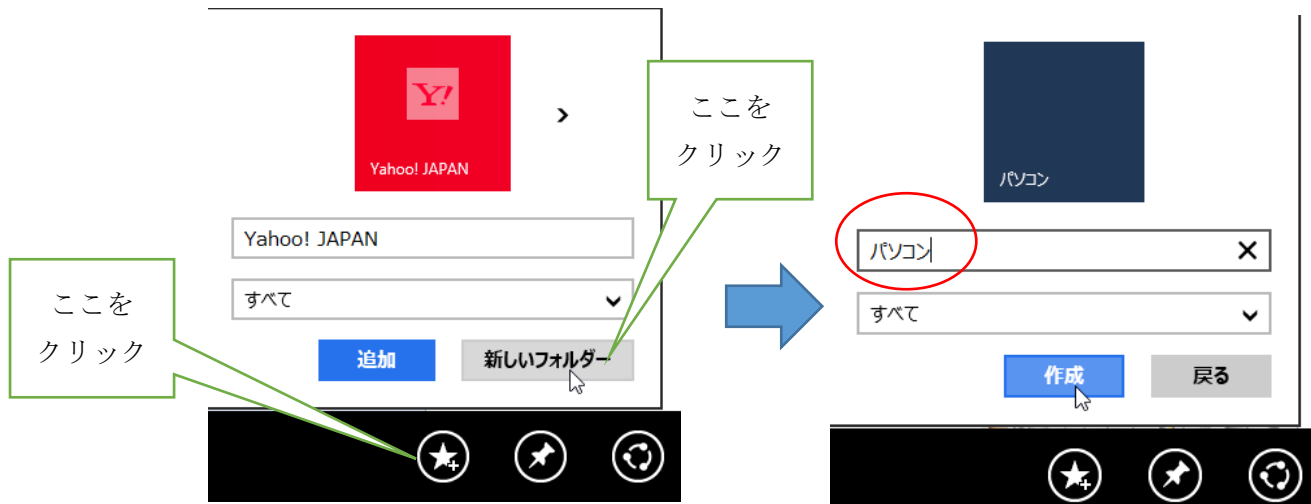 Y!
Yahoo! JAPAN
Yahoo! JAPAN
すべて
追加
新しいフォルダー
ここを
クリック
ここを
クリック
パソコン
パソコン
すべて
作成
戻る